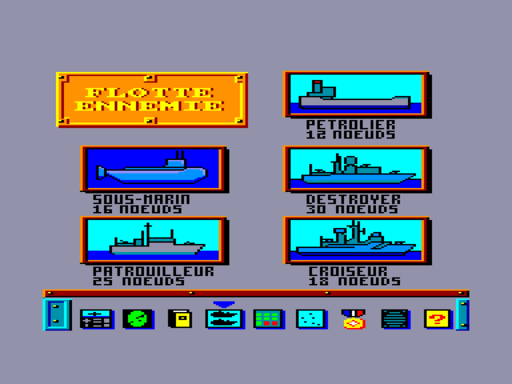 FLOTTE
ENNEMIE
PETROLIER
12 NOEUDS
SOUS-MARIN
16 NOEUDS
DESTROYER
30 NOEUDS
PATROUILLEUR
25 NOEUDS
CROISEUR
18 NOEUDS
?